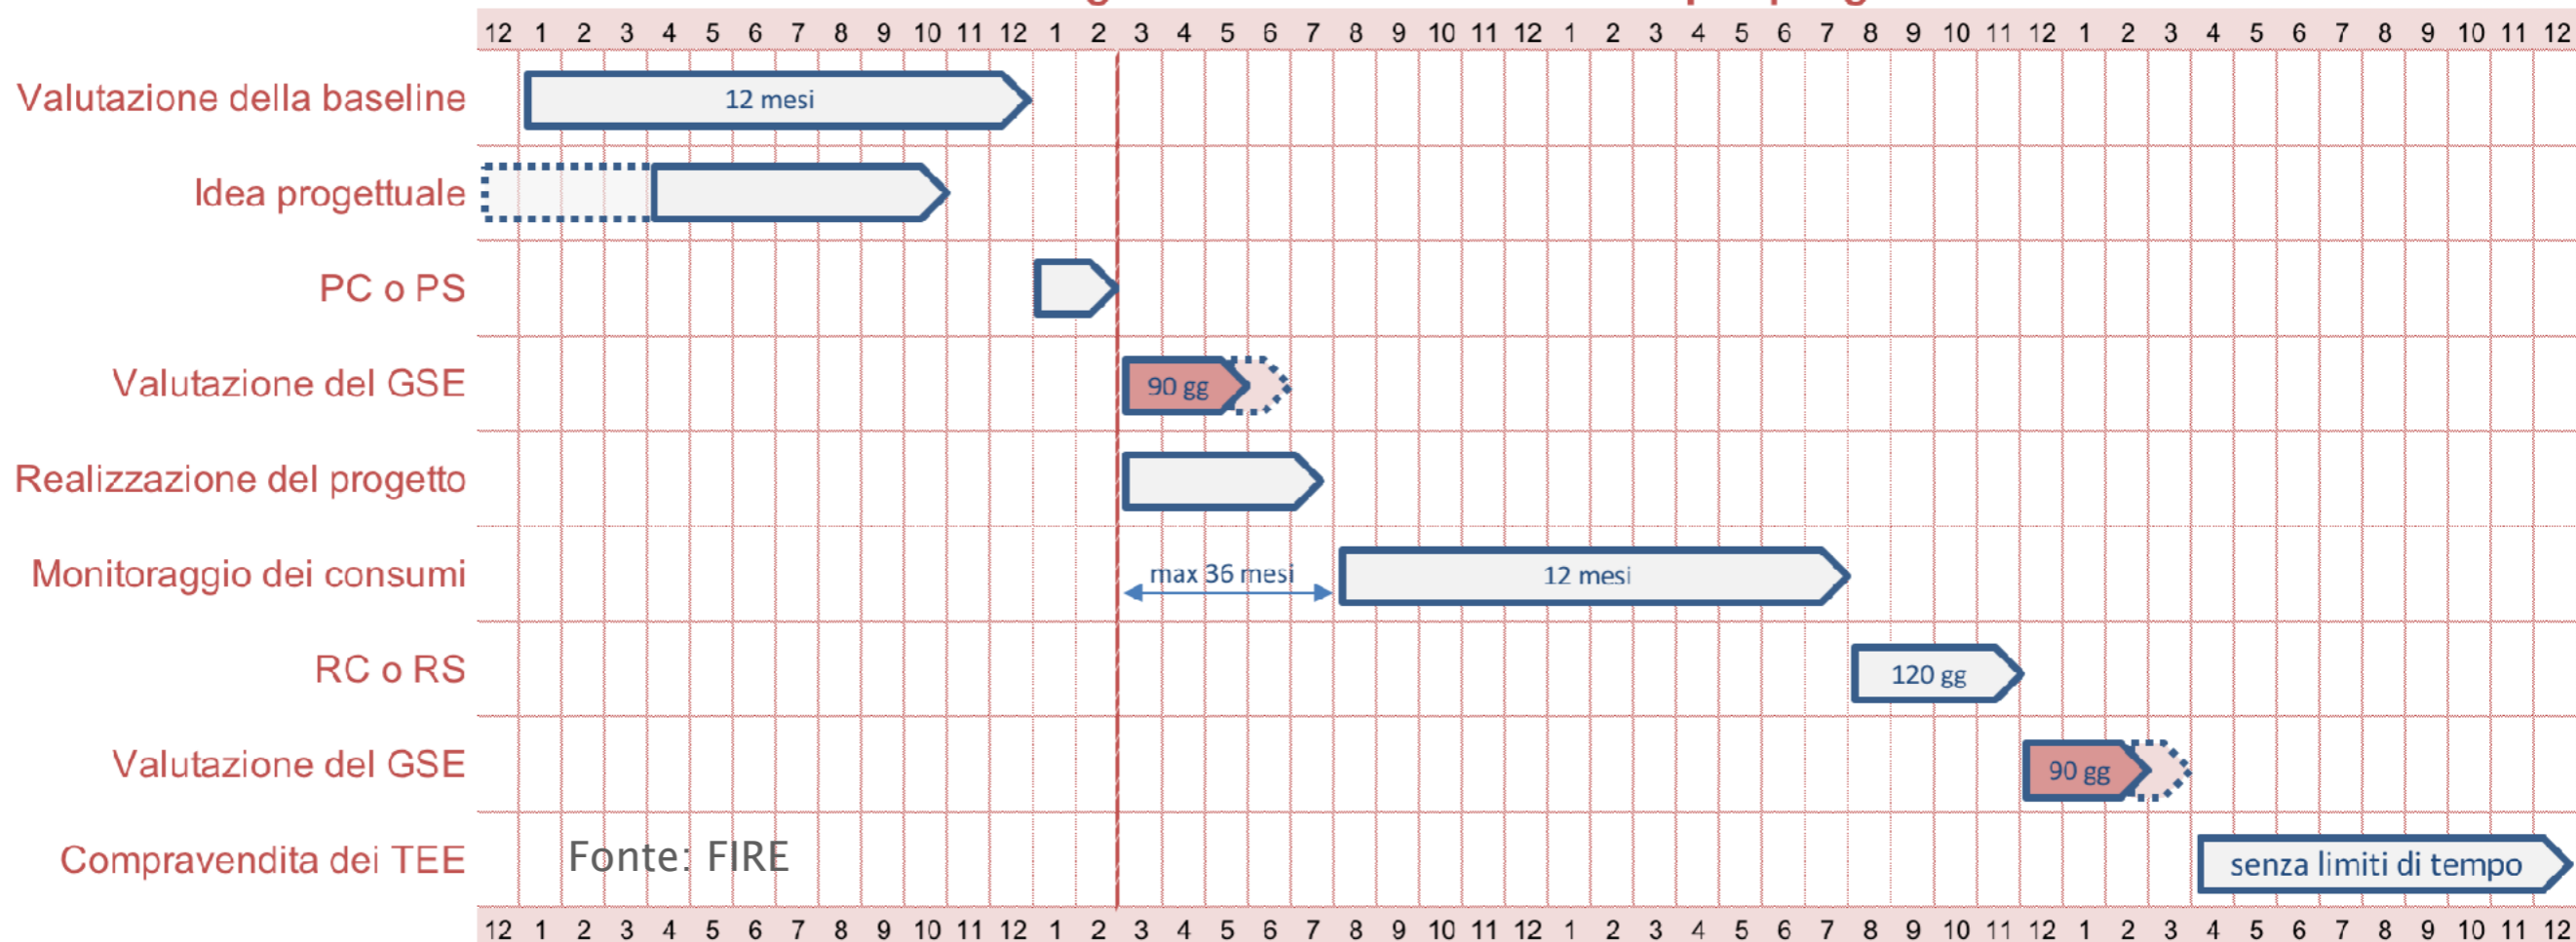 12 1 2 3 4 5 6 7 8 9 10 11 12 1 2 3 4 5 6 7 8 9 10 11 12 1 2 3 4 5 6 7 8 9 10 11 12 1 2 3 4 5 6 7 8 9 10 11 12
Valutazione della baseline
12 mesi
Idea progettuale
PC o PS
Valutazione del GSE
90 gg
Realizzazione del progetto
Monitoraggio dei consumi
max 36 mesi
12 mesi
RC o RS
120 gg
Valutazione del GSE
90 gg
Compravendita dei TEE
Fonte: FIRE
senza limiti di tempo
12 1 2 3 4 5 6 7 8 9 10 11 12 1 2 3 4 5 6 7 8 9 10 11 12 1 2 3 4 5 6 7 8 9 10 11 12 1 2 3 4 5 6 7 8 9 10 11 12